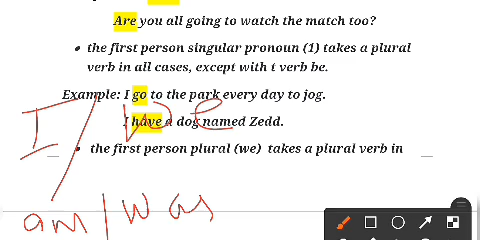 Are you all going to watch the match too?
• the first person singular pronoun (1) takes a plural
verb in all cases, except with t verb be.
Example: I go to the park every day to jog.
I have a dog named Zedd.
• the first person plural (we) takes a plural verb in
I / we
am / was